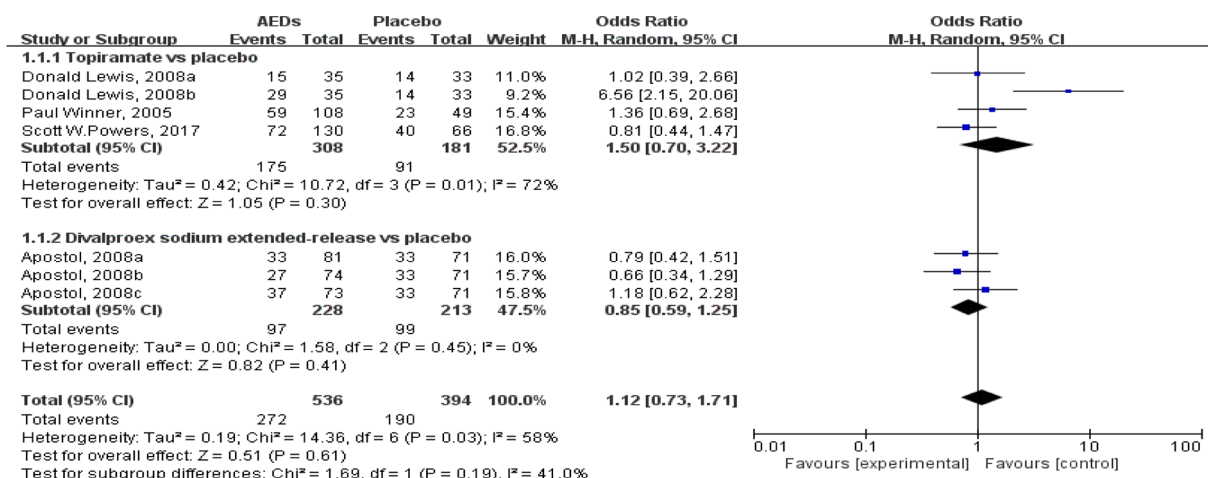 AEDs Placebo Odds Ratio Odds Ratio
Study or Subgroup Events Total Events Total Weight M-H, Random, 95% CI M-H, Random, 95% CI
1.1.1 Topiramate vs placebo
Donald Lewis, 2008a 15 35 14 33 11.0% 1.02 [0.39, 2.66]
Donald Lewis, 2008b 29 35 14 33 9.2% 6.56 [2.15, 20.06]
Paul Winner, 2005 59 108 23 49 15.4% 1.36 [0.69, 2.68]
Scott W.Powers, 2017 72 130 40 66 16.8% 0.81 [0.44, 1.47]
Subtotal (95% CI) 308 181 52.5% 1.50 [0.70, 3.22]
Total events 175 91
Heterogeneity: Tau² = 0.42; Chi² = 10.72, df = 3 (P = 0.01); I² = 72%
Test for overall effect: Z = 1.05 (P = 0.30)
1.1.2 Divalproex sodium extended-release vs placebo
Apostol, 2008a 33 81 33 71 16.0% 0.79 [0.42, 1.51]
Apostol, 2008b 27 74 33 71 15.7% 0.66 [0.34, 1.29]
Apostol, 2008c 37 73 33 71 15.8% 1.18 [0.62, 2.28]
Subtotal (95% CI) 228 213 47.5% 0.85 [0.59, 1.25]
Total events 97 99
Heterogeneity: Tau² = 0.00; Chi² = 1.58, df = 2 (P = 0.45); I² = 0%
Test for overall effect: Z = 0.82 (P = 0.41)
Total (95% CI) 536 394 100.0% 1.12 [0.73, 1.71]
Total events 272 190
Heterogeneity: Tau² = 0.19; Chi² = 14.36, df = 6 (P = 0.03); I² = 58%
Test for overall effect: Z = 0.51 (P = 0.61)
Test for subgroup differences: Chi² = 1.69, df = 1 (P = 0.19), I² = 41.0%
0.01 0.1 1 10 100
Favours [experimental] Favours [control]